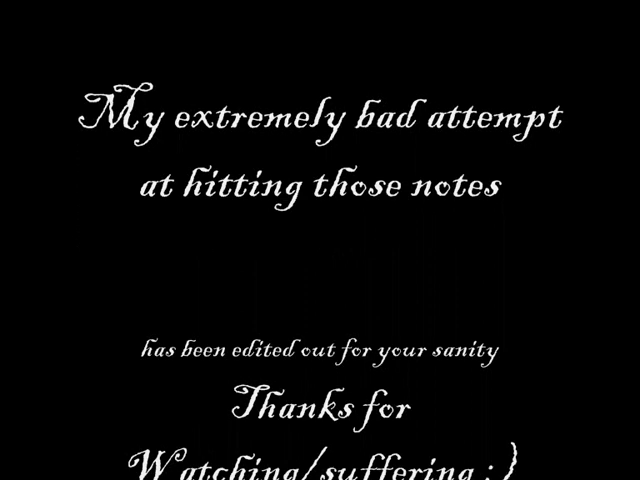 My extremely bad attempt
at hitting those notes
has been edited out for your sanity
Thanks for
Watching/suffering :)